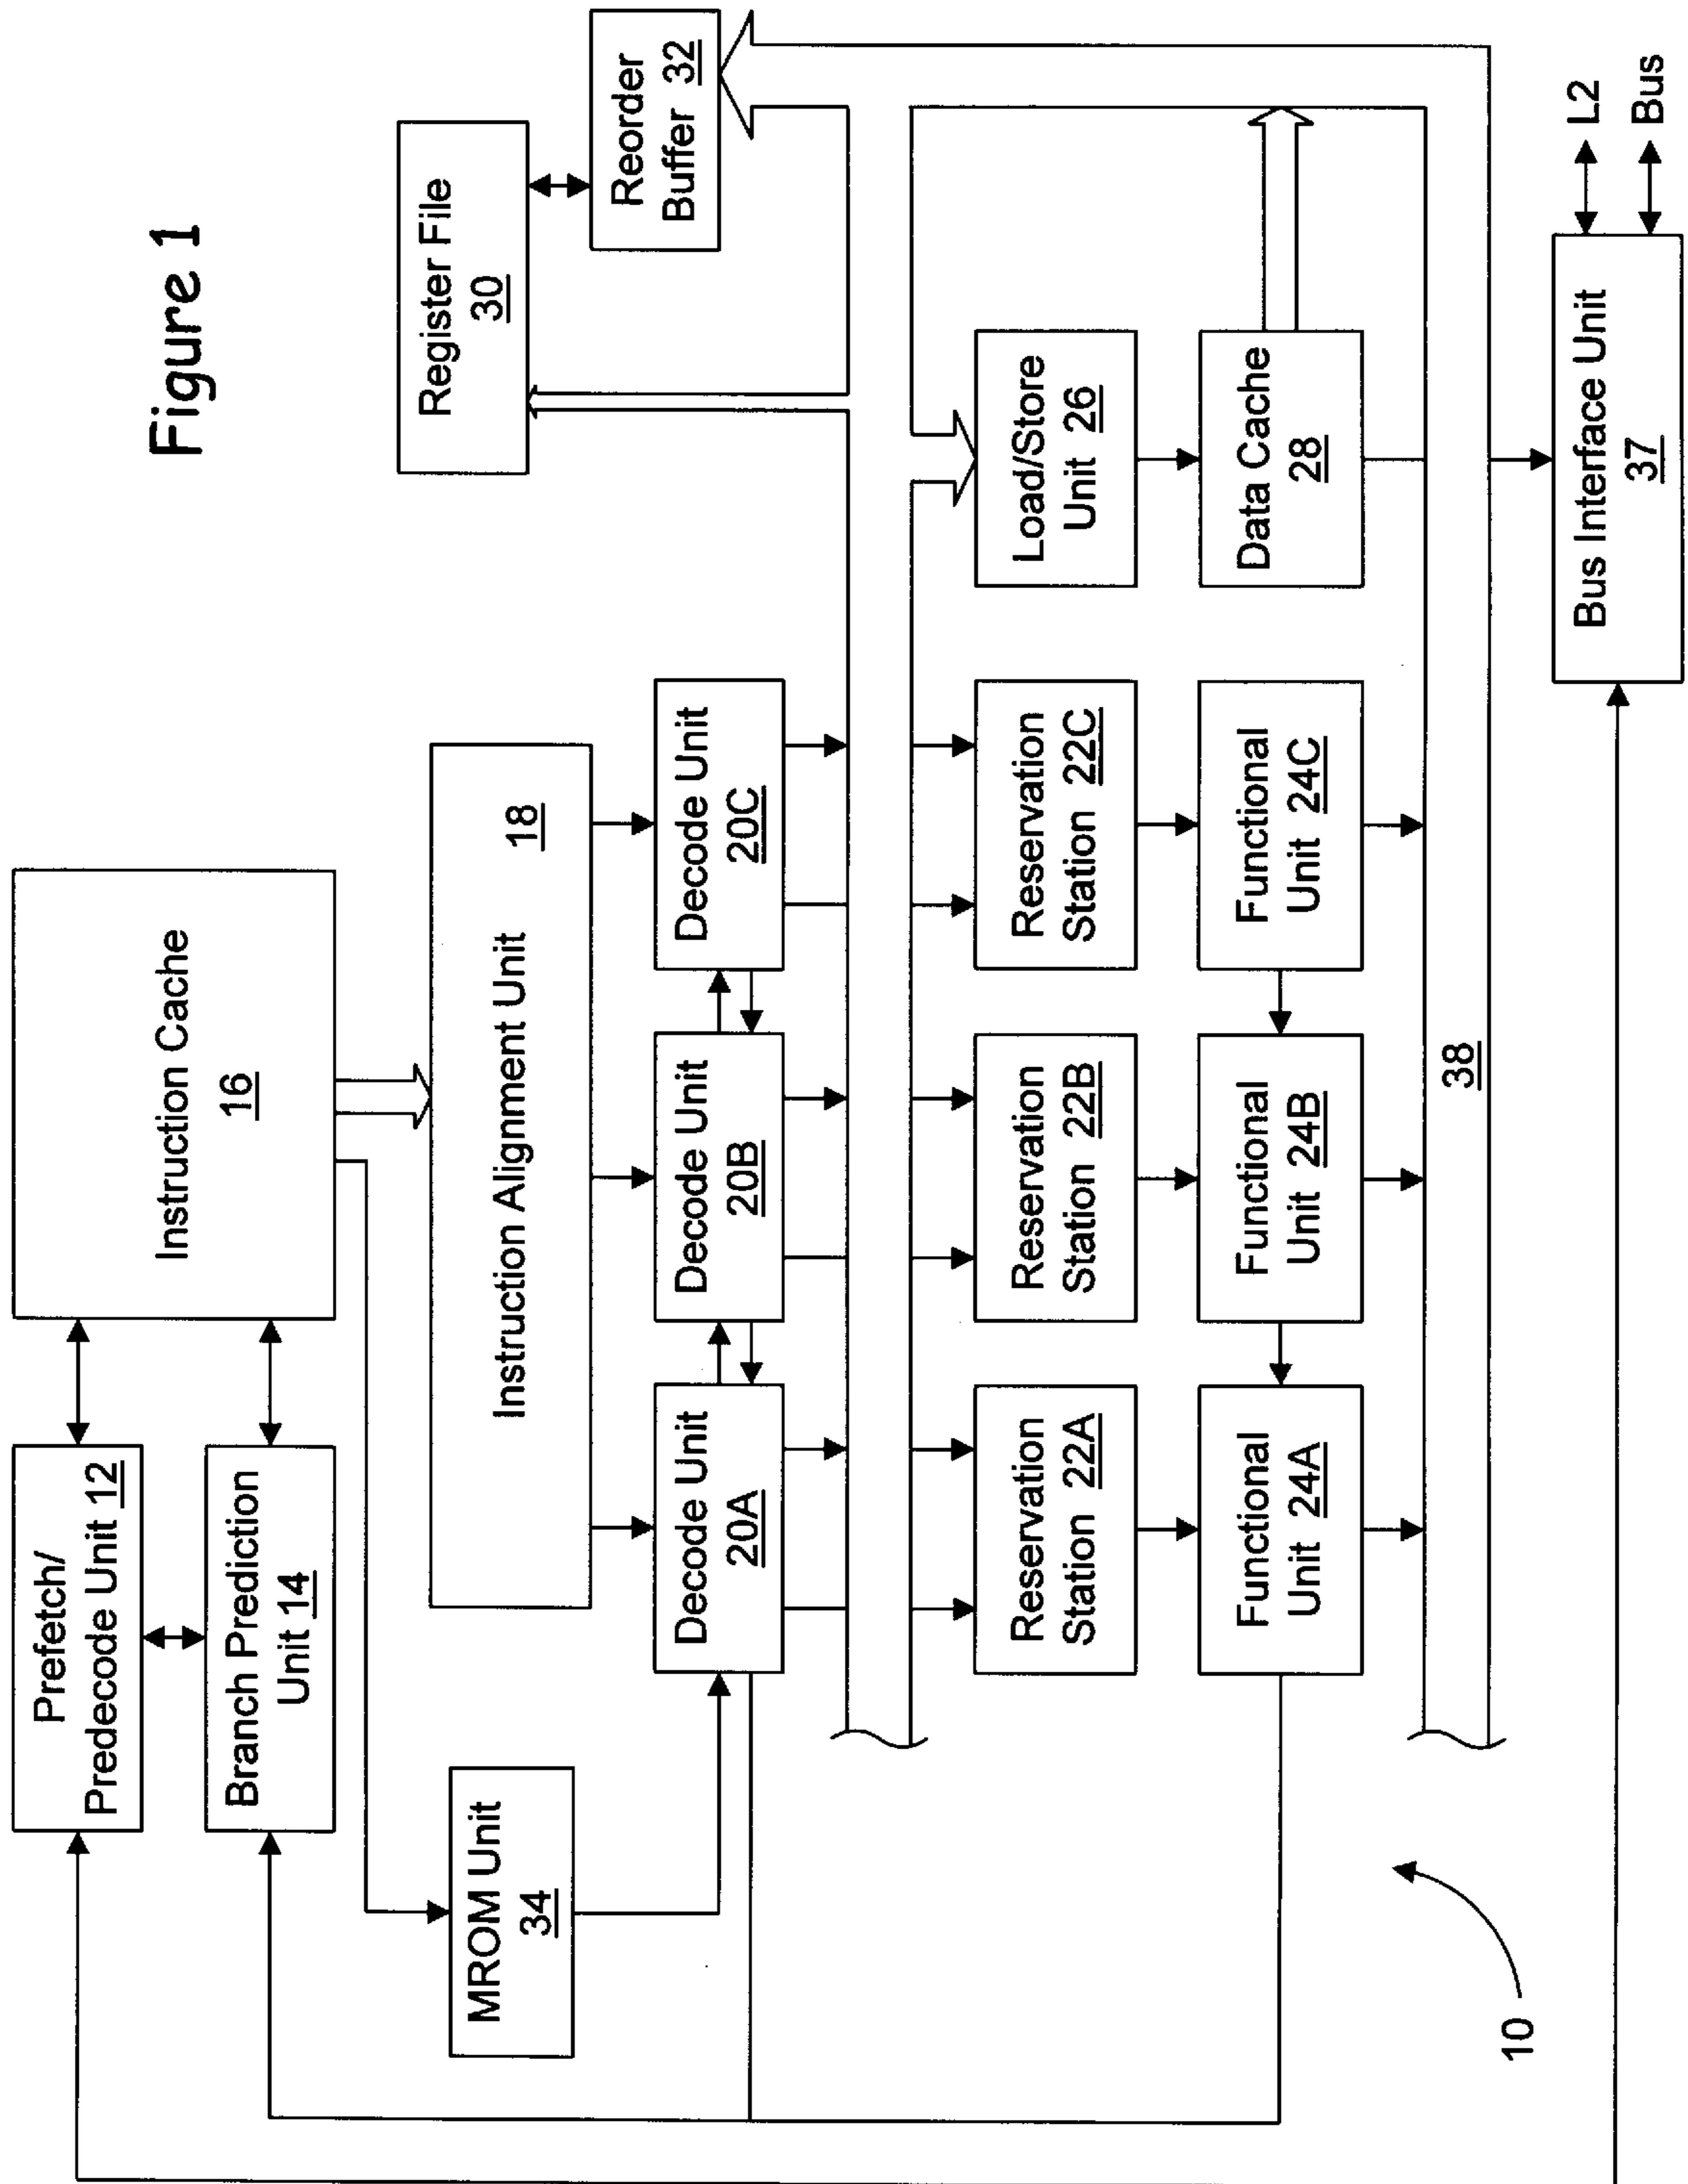 Figure 1
Prefetch/
Predecode Unit 12
Branch Prediction
Unit 14
Instruction Cache
16
MROM Unit
34
Instruction Alignment Unit 18
Register File
30
Reorder
Buffer 32
Decode Unit
20A
Decode Unit
20B
Decode Unit
20C
Reservation
Station 22A
Reservation
Station 22B
Reservation
Station 22C
Load/Store
Unit 26
Functional
Unit 24A
Functional
Unit 24B
Functional
Unit 24C
Data Cache
28
38
10
Bus Interface Unit
37
L2
Bus